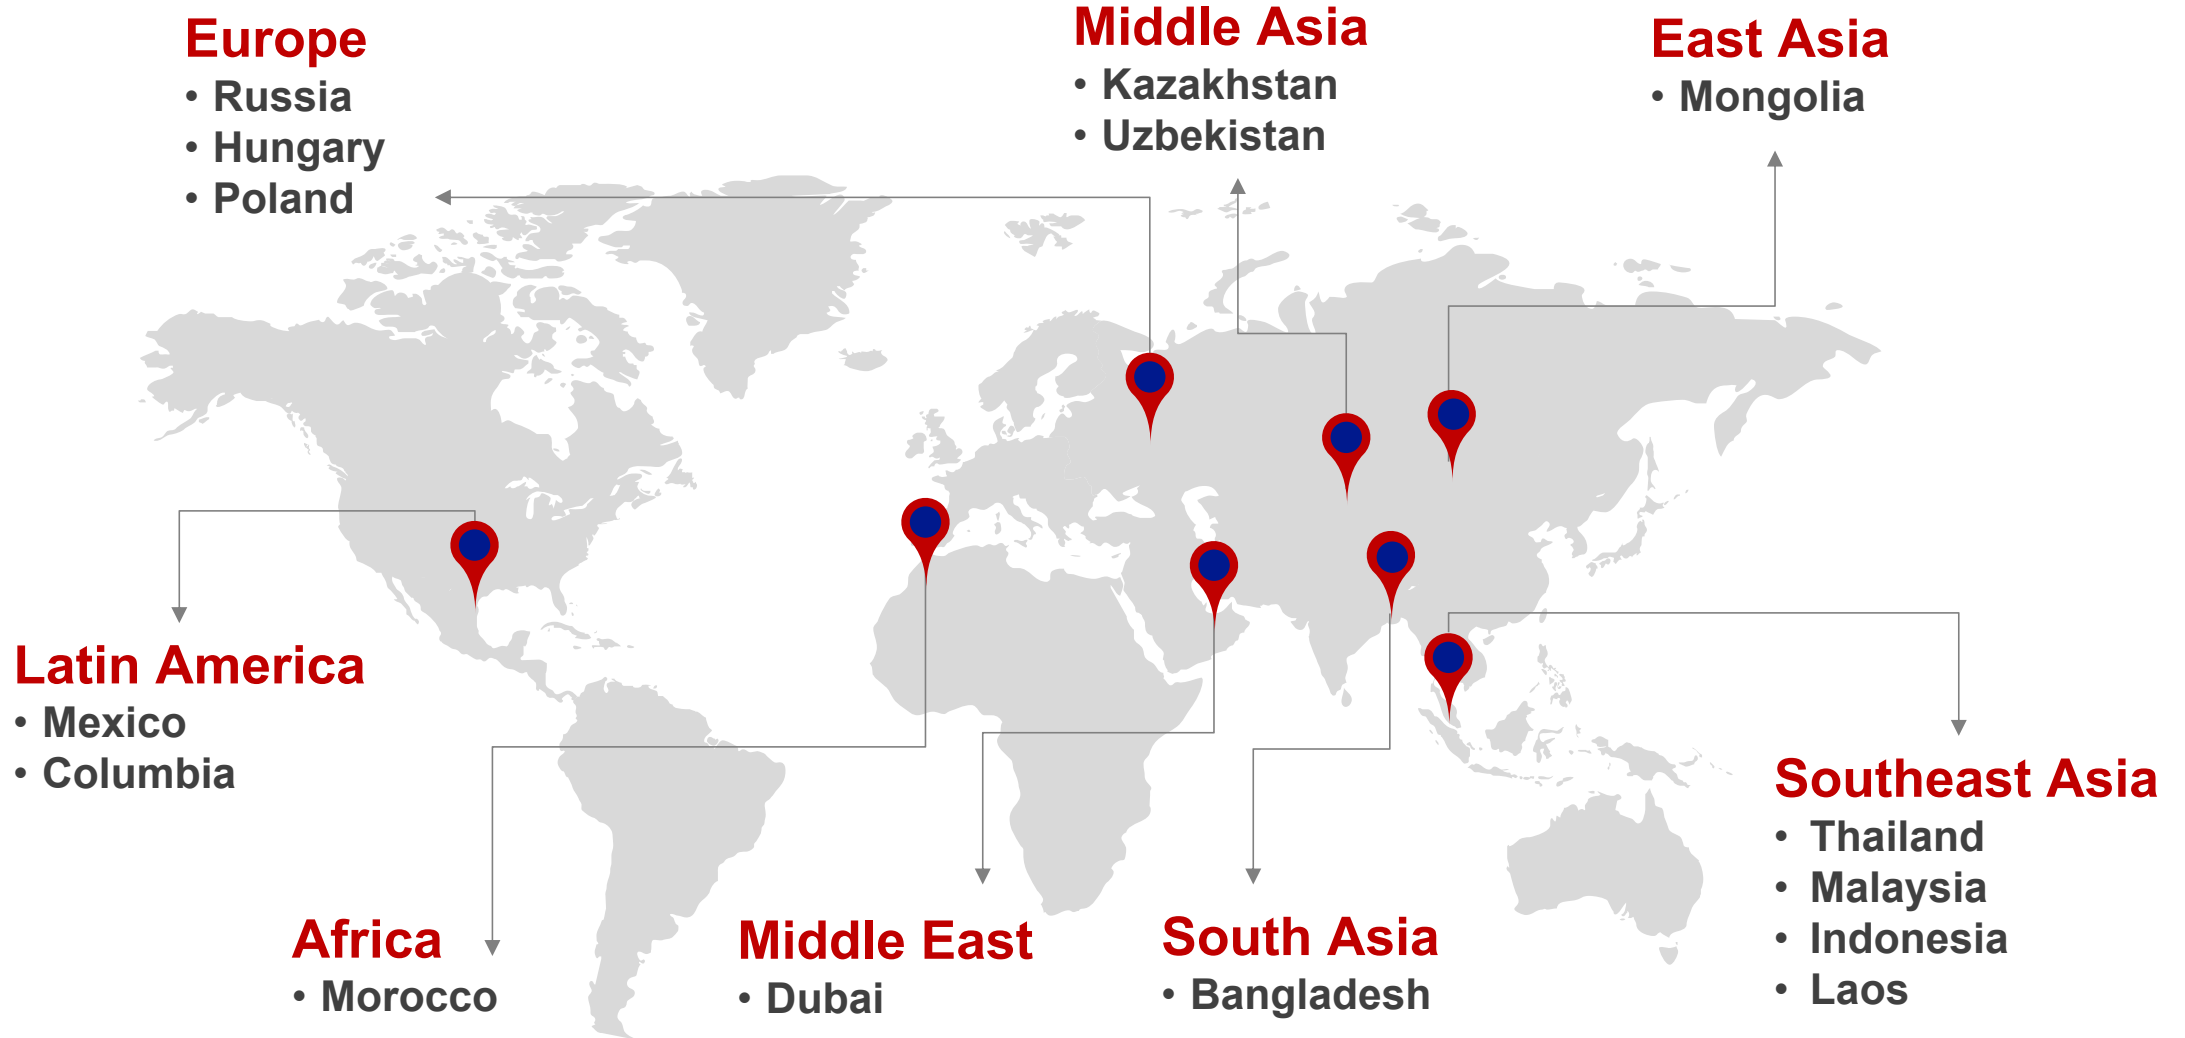 Europe
• Russia
• Hungary
• Poland
Middle Asia
• Kazakhstan
• Uzbekistan
East Asia
• Mongolia
Latin America
• Mexico
• Columbia
Africa
• Morocco
Middle East
• Dubai
South Asia
• Bangladesh
Southeast Asia
• Thailand
• Malaysia
• Indonesia
• Laos